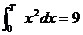 ∫₀ᵀ x²dx = 9